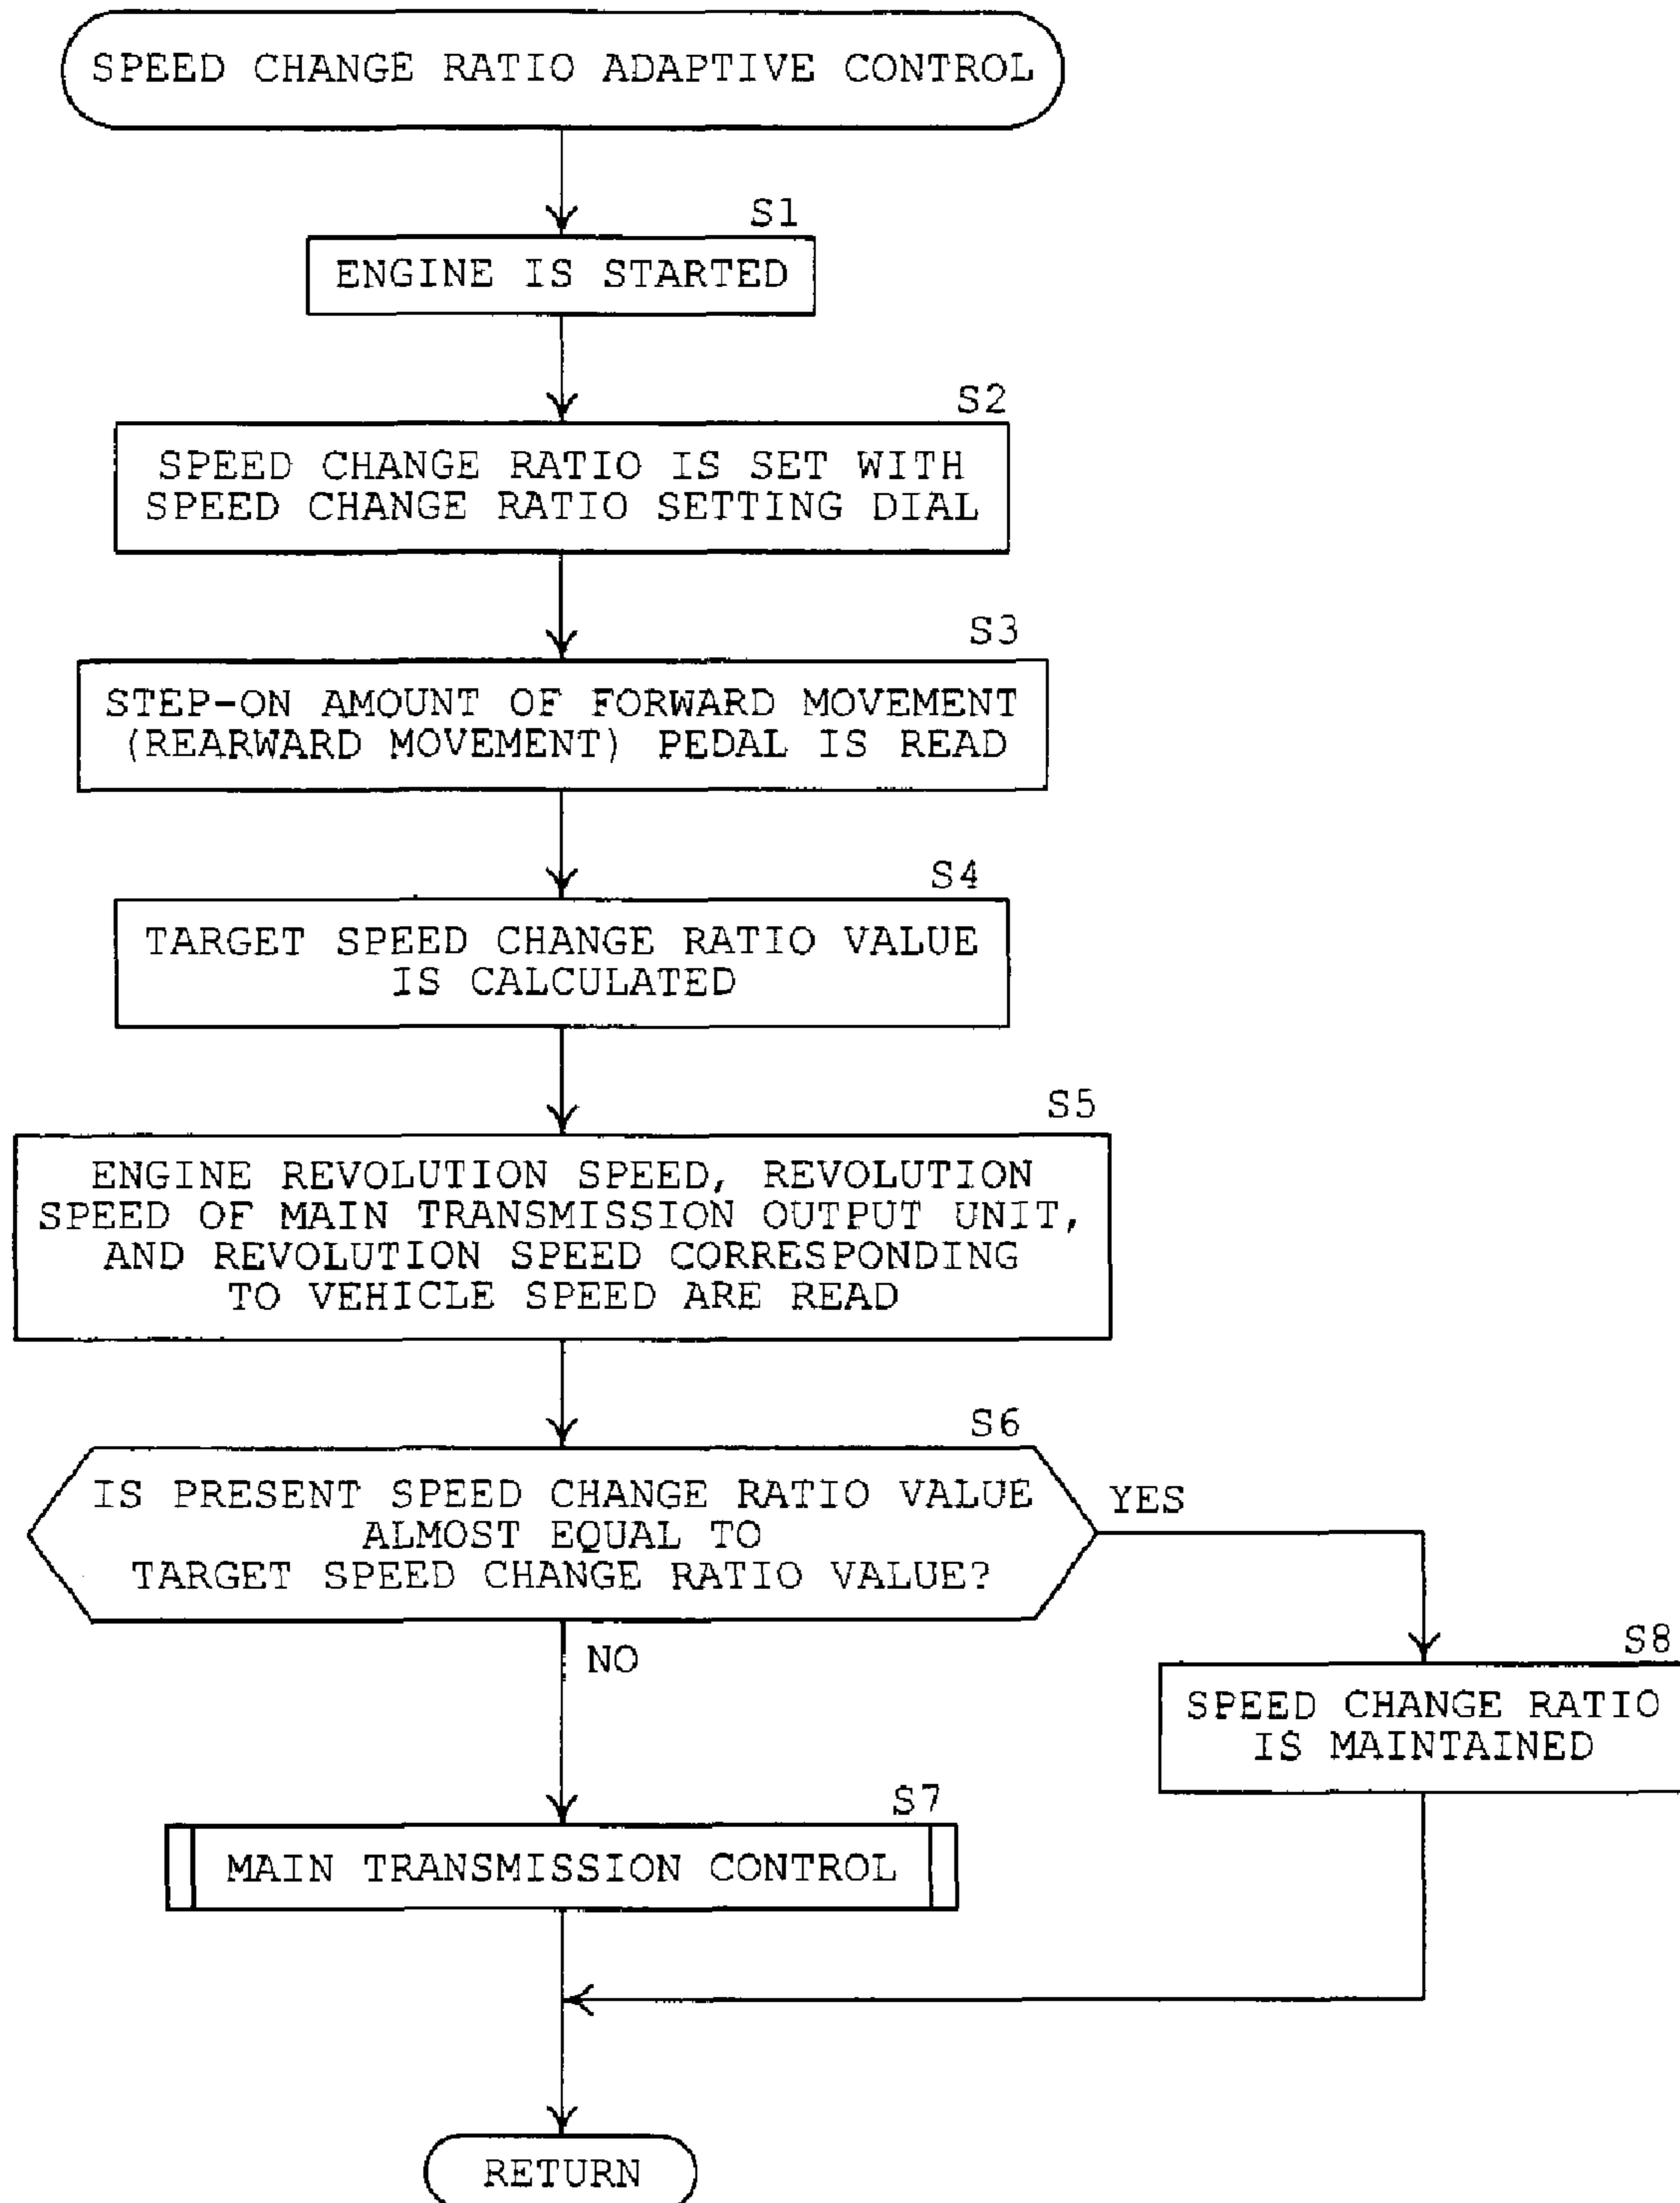 SPEED CHANGE RATIO ADAPTIVE CONTROL
S1
ENGINE IS STARTED
S2
SPEED CHANGE RATIO IS SET WITH
SPEED CHANGE RATIO SETTING DIAL
S3
STEP-ON AMOUNT OF FORWARD MOVEMENT
(REARWARD MOVEMENT) PEDAL IS READ
S4
TARGET SPEED CHANGE RATIO VALUE
IS CALCULATED
S5
ENGINE REVOLUTION SPEED, REVOLUTION
SPEED OF MAIN TRANSMISSION OUTPUT UNIT,
AND REVOLUTION SPEED CORRESPONDING
TO VEHICLE SPEED ARE READ
S6
IS PRESENT SPEED CHANGE RATIO VALUE
ALMOST EQUAL TO
TARGET SPEED CHANGE RATIO VALUE?
YES
NO
S8
SPEED CHANGE RATIO
IS MAINTAINED
S7
MAIN TRANSMISSION CONTROL
RETURN